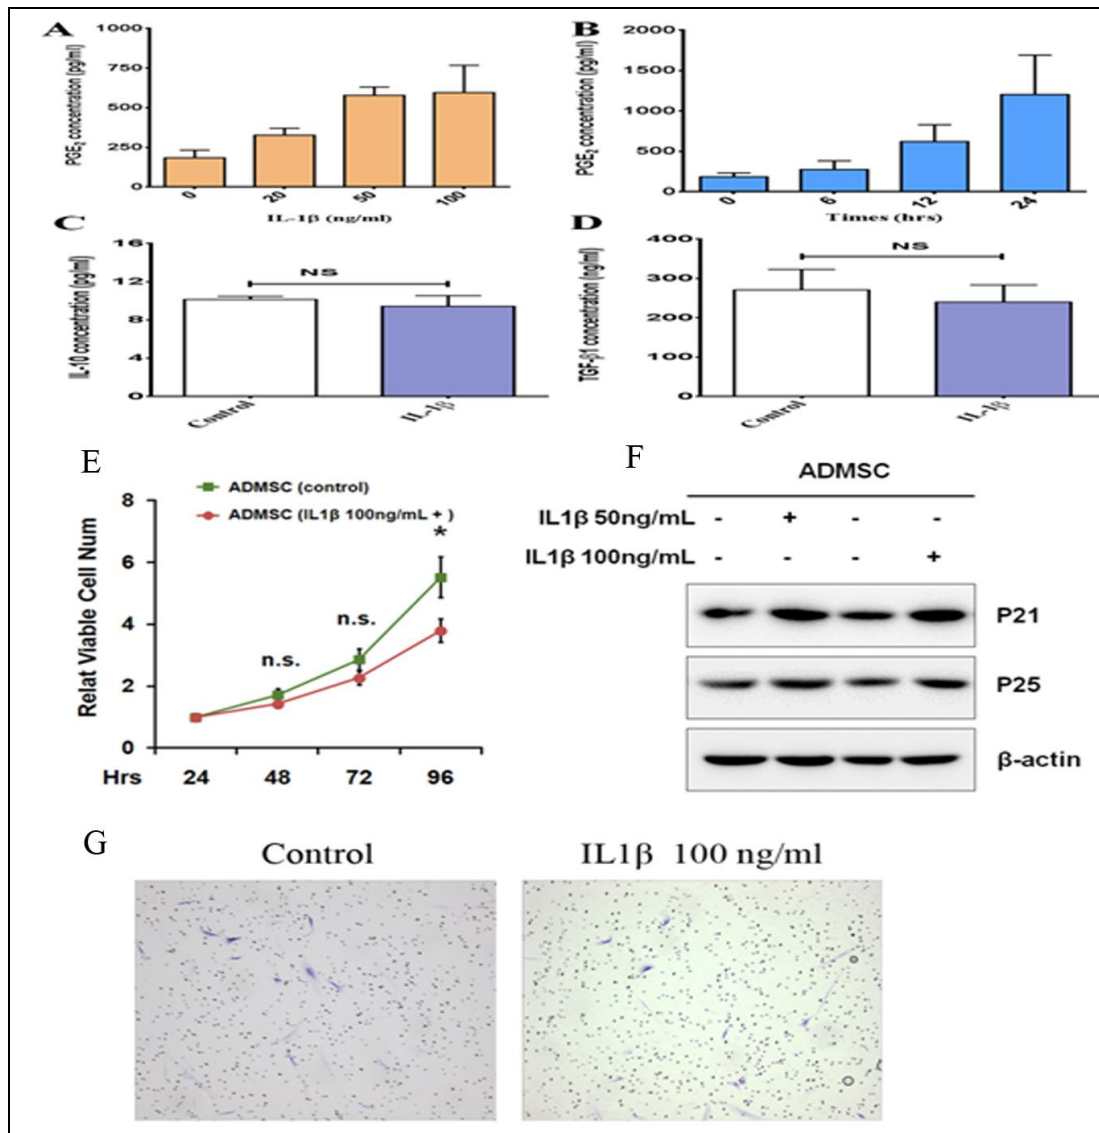 A
PGE₂ concentration (pg/ml)
1000
750
500
250
0
0
20
50
100
IL-1β (ng/ml)
B
PGE₂ concentration (pg/ml)
2000
1500
1000
500
0
0
6
12
24
Times (hrs)
C
IL-10 concentration (pg/ml)
16
12
8
4
0
NS
Control
IL-1β
D
TGF-β1 concentration (ng/ml)
400
300
200
100
0
NS
Control
IL-1β
E
ADMSC (control)
ADMSC (IL1β 100ng/mL + )
Relat Viable Cell Num
8
6
4
2
0
n.s.
n.s.
*
Hrs 24 48 72 96
F
ADMSC
IL1β 50ng/mL - + - -
IL1β 100ng/mL - - - +
P21
P25
β-actin
G
Control
IL1β 100 ng/ml